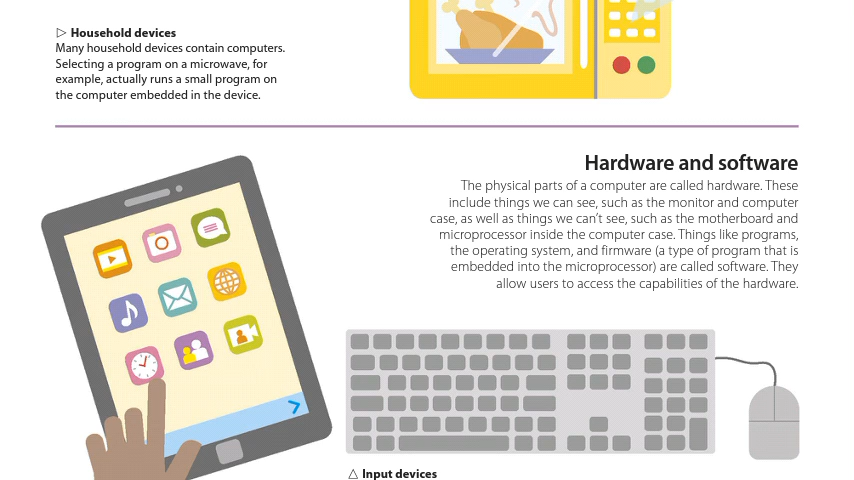 ▷ Household devices
Many household devices contain computers.
Selecting a program on a microwave, for
example, actually runs a small program on
the computer embedded in the device.
Hardware and software
The physical parts of a computer are called hardware. These
include things we can see, such as the monitor and computer
case, as well as things we can’t see, such as the motherboard and
microprocessor inside the computer case. Things like programs,
the operating system, and firmware (a type of program that is
embedded into the microprocessor) are called software. They
allow users to access the capabilities of the hardware.
△ Input devices